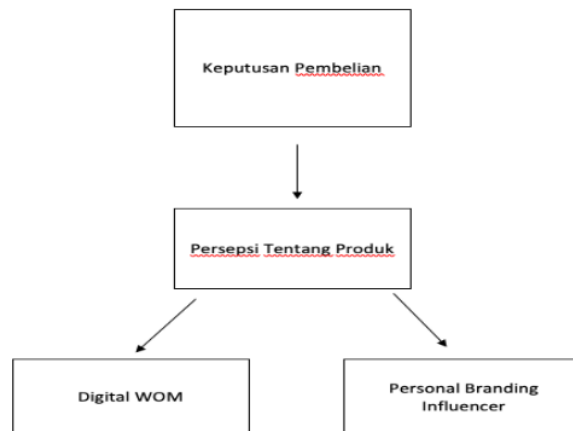 Keputusan Pembelian
Persepsi Tentang Produk
Digital WOM
Personal Branding
Influencer